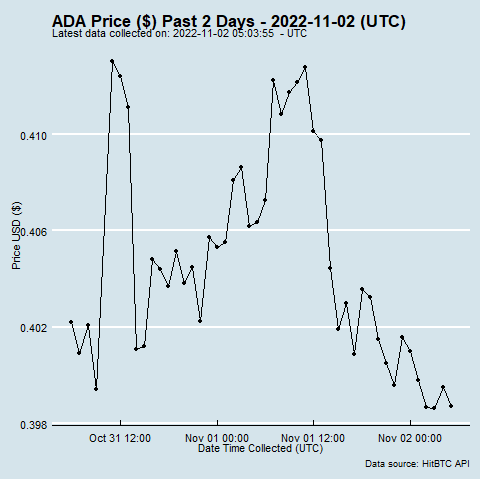 ADA Price ($) Past 2 Days - 2022-11-02 (UTC)
Latest data collected on: 2022-11-02 05:03:55 - UTC
0.410
0.406
0.402
0.398
Price USD ($)
Oct 31 12:00 Nov 01 00:00 Nov 01 12:00 Nov 02 00:00
Date Time Collected (UTC)
Data source: HitBTC API